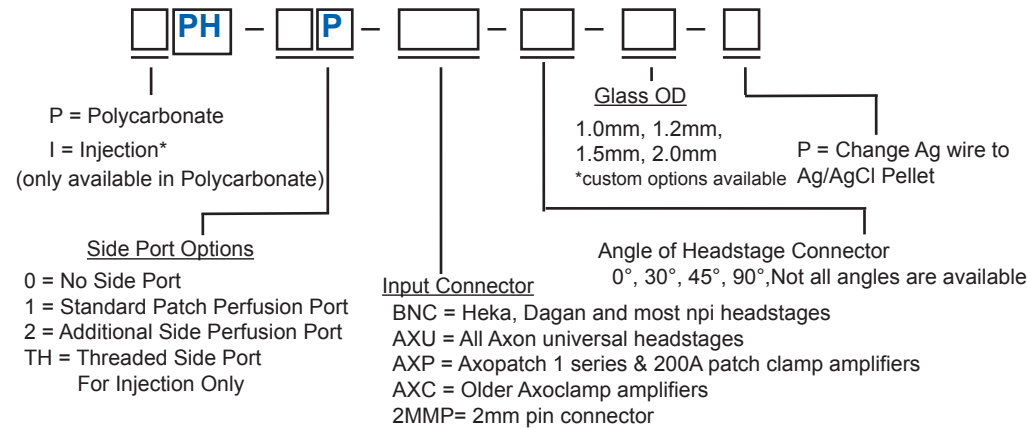 PH – P – – – –
P = Polycarbonate
I = Injection*
(only available in Polycarbonate)
Side Port Options
0 = No Side Port
1 = Standard Patch Perfusion Port
2 = Additional Side Perfusion Port
TH = Threaded Side Port
For Injection Only
Input Connector
BNC = Heka, Dagan and most npi headstages
AXU = All Axon universal headstages
AXP = Axopatch 1 series & 200A patch clamp amplifiers
AXC = Older Axoclamp amplifiers
2MMP= 2mm pin connector
Angle of Headstage Connector
0°, 30°, 45°, 90°,Not all angles are available
Glass OD
1.0mm, 1.2mm,
1.5mm, 2.0mm
*custom options available
P = Change Ag wire to
Ag/AgCl Pellet